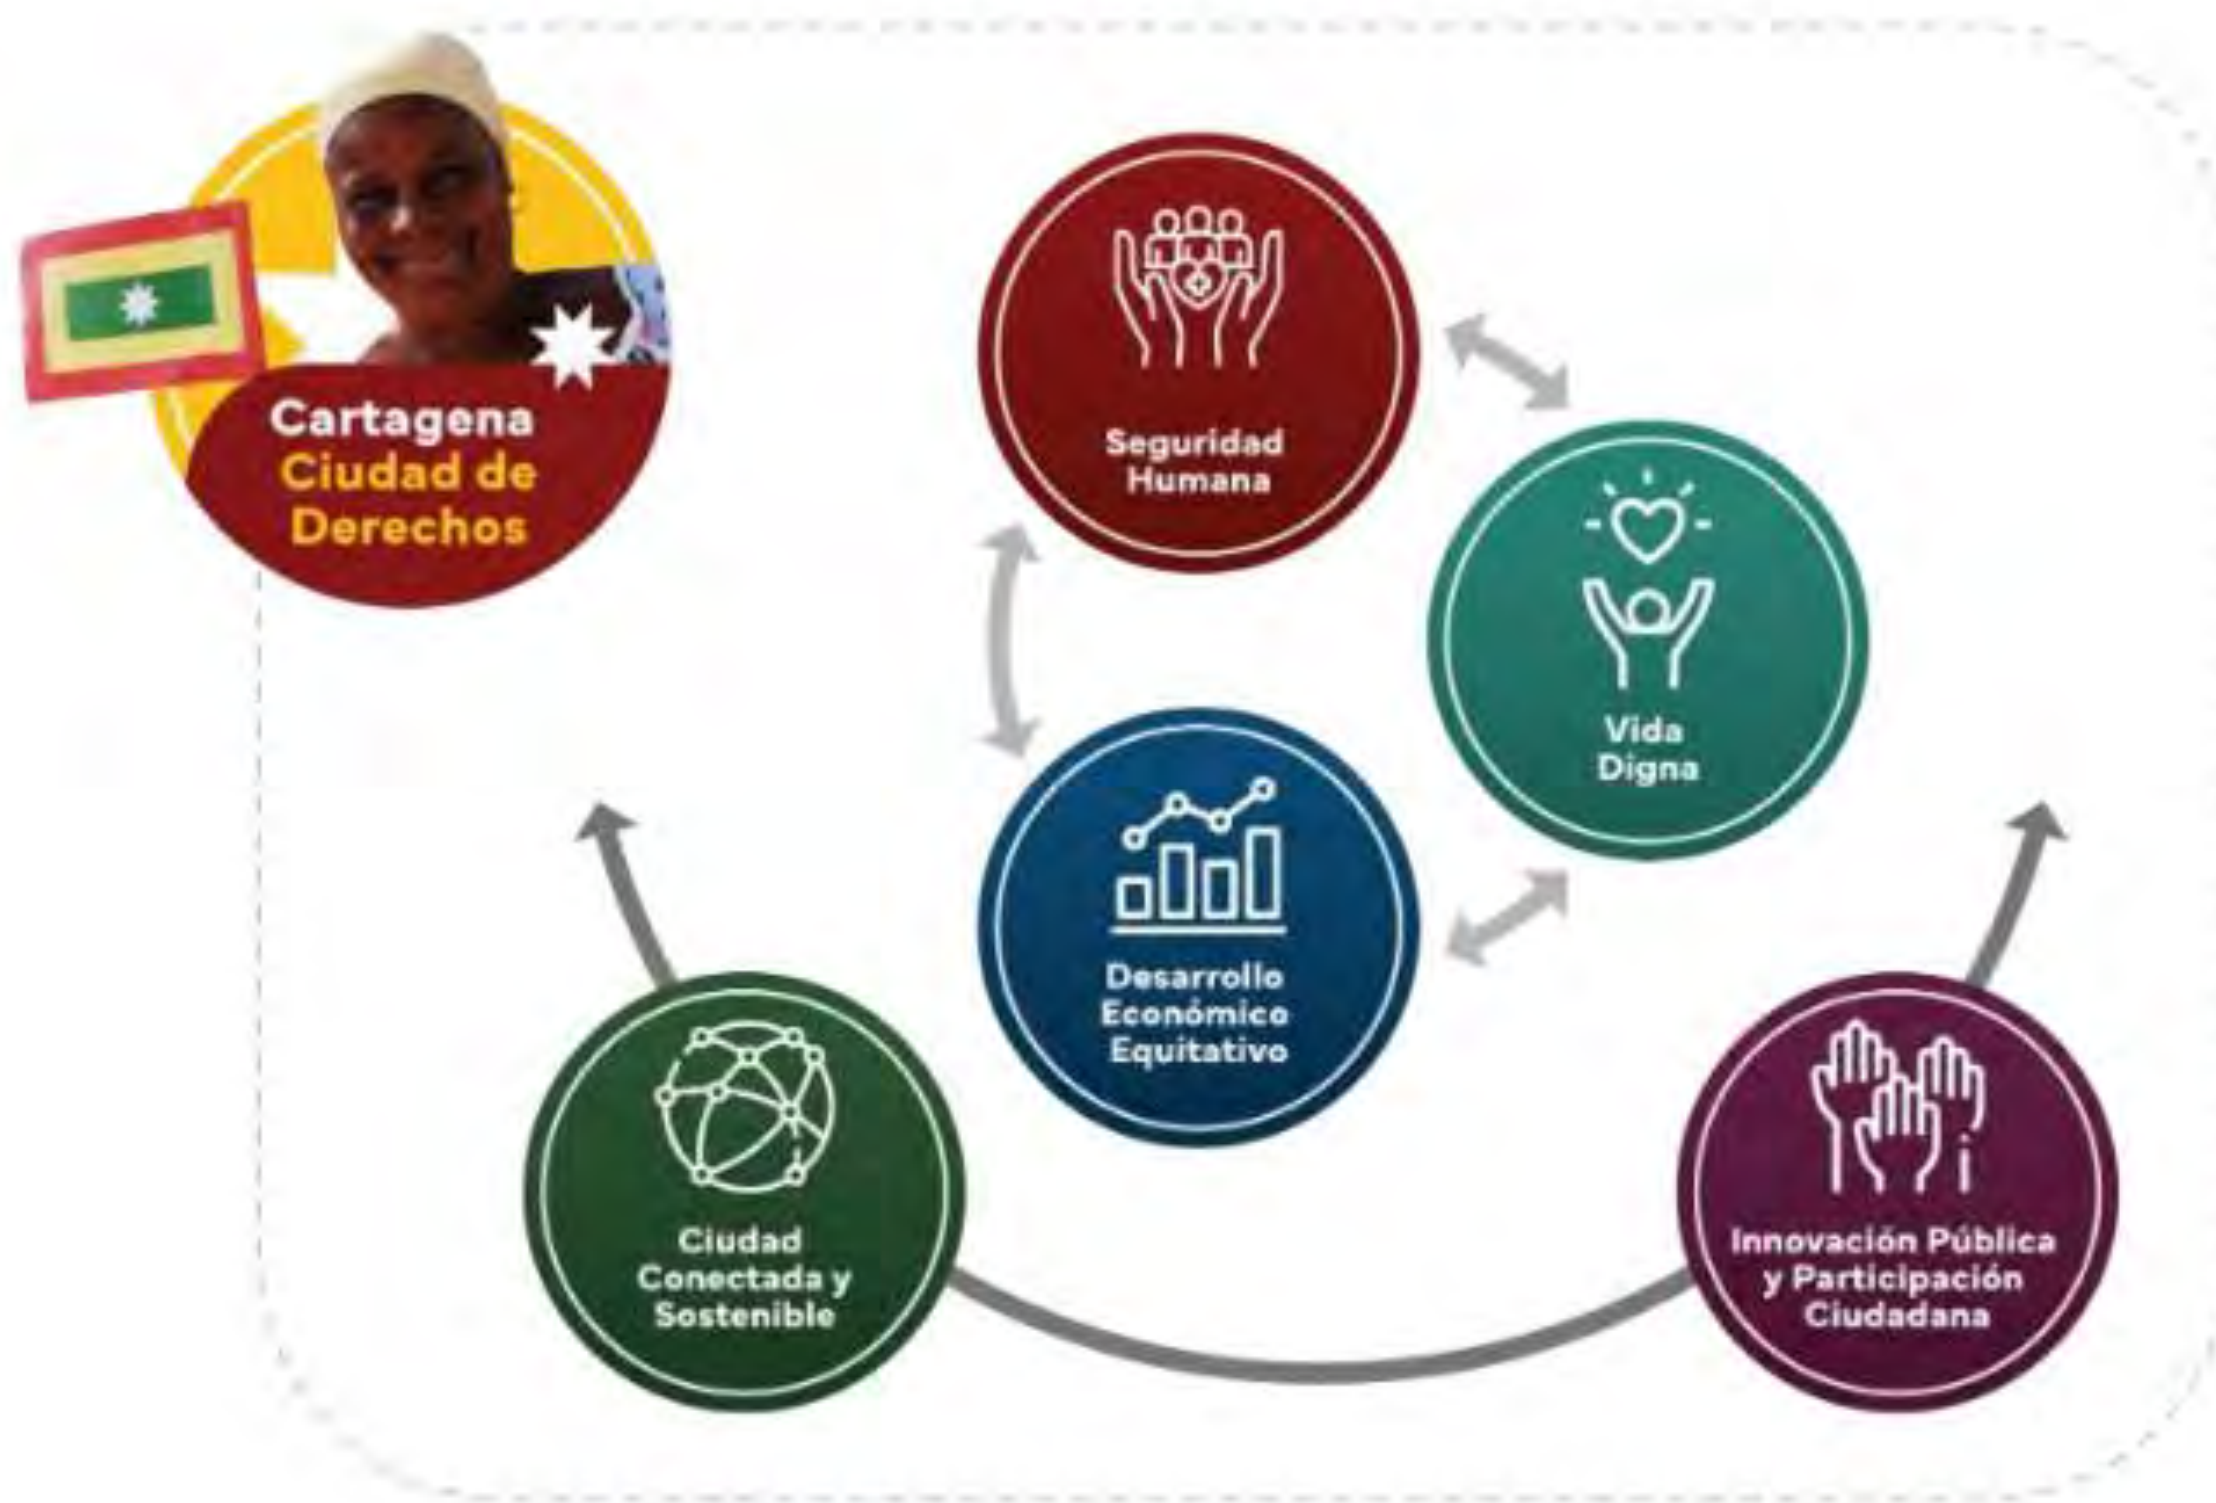 Cartagena
Ciudad de
Derechos
Seguridad
Humana
Vida
Digna
Desarrollo
Económico
Equitativo
Ciudad
Conectada y
Sostenible
Innovación Pública
y Participación
Ciudadana